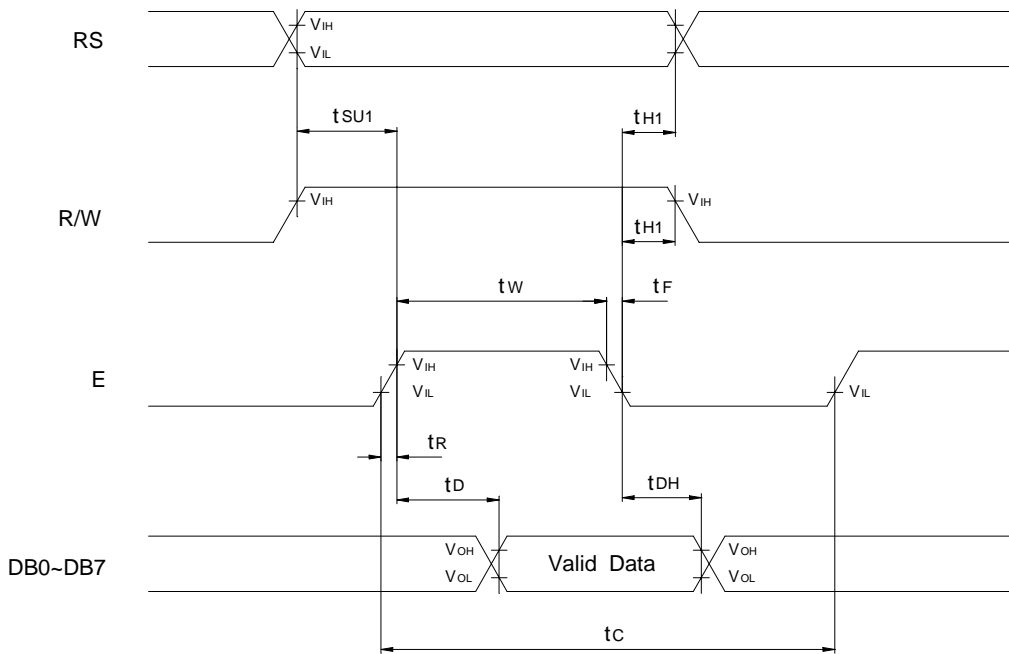 RS
VIH
VIL
tSU1
tH1
R/W
VIH
VIH
tH1
tW
tF
E
VIH
VIH
VIL
VIL
VIL
tR
tD
tDH
DB0~DB7
VOH
Valid Data
VOH
VOL
VOL
tC